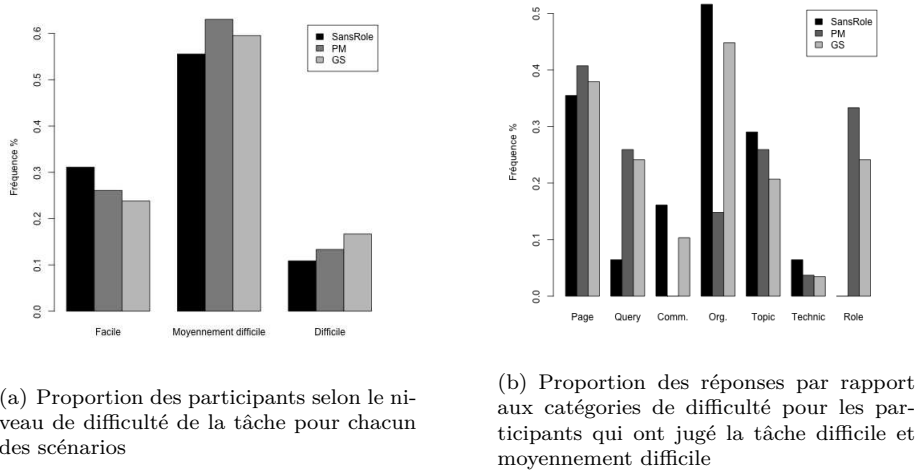 Fréquence %
0.0
0.1
0.2
0.3
0.4
0.5
0.6
SansRole
PM
GS
Facile
Moyennement difficile
Difficile
(a) Proportion des participants selon le ni-
veau de difficulté de la tâche pour chacun
des scénarios
Fréquence %
0.0
0.1
0.2
0.3
0.4
0.5
SansRole
PM
GS
Page
Query
Comm.
Org.
Topic
Technic
Role
(b) Proportion des réponses par rapport
aux catégories de difficulté pour les par-
ticipants qui ont jugé la tâche difficile et
moyennement difficile